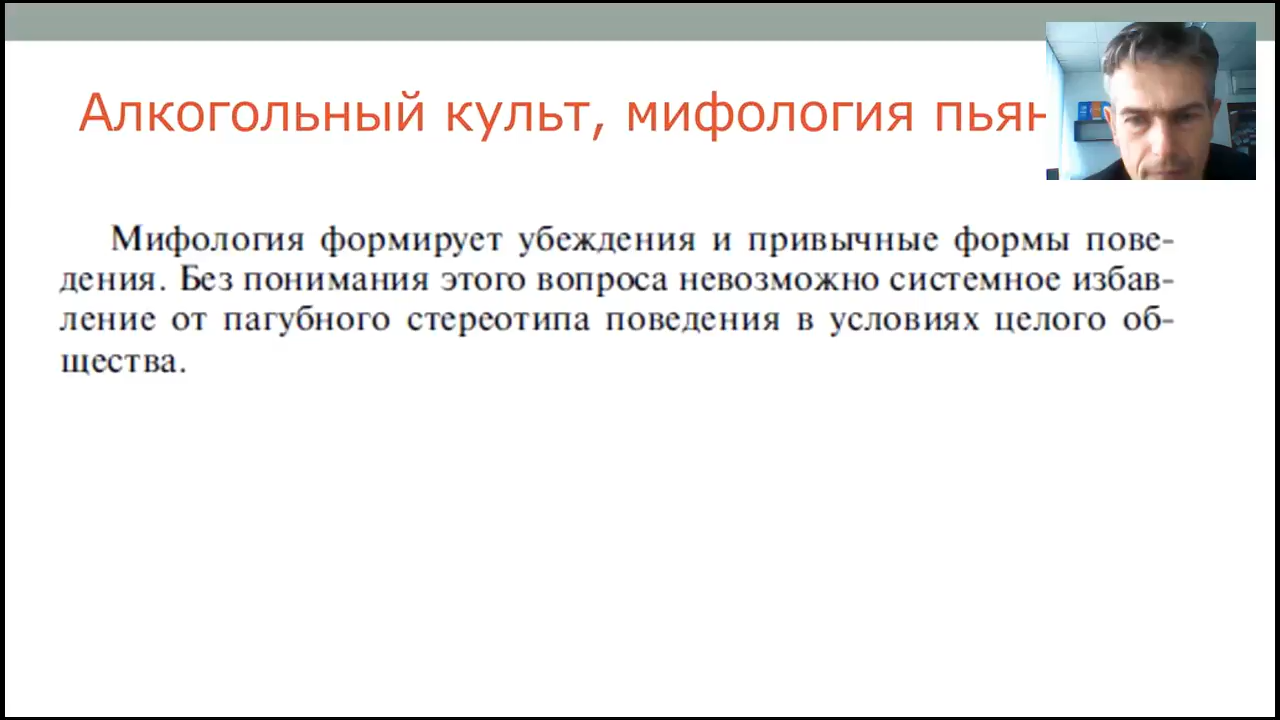 Алкогольный культ, мифология
Мифология формирует убеждения и привычные формы пове-
дения. Без понимания этого вопроса невозможно системное избав-
ление от пагубного стереотипа поведения в условиях целого об-
щества.